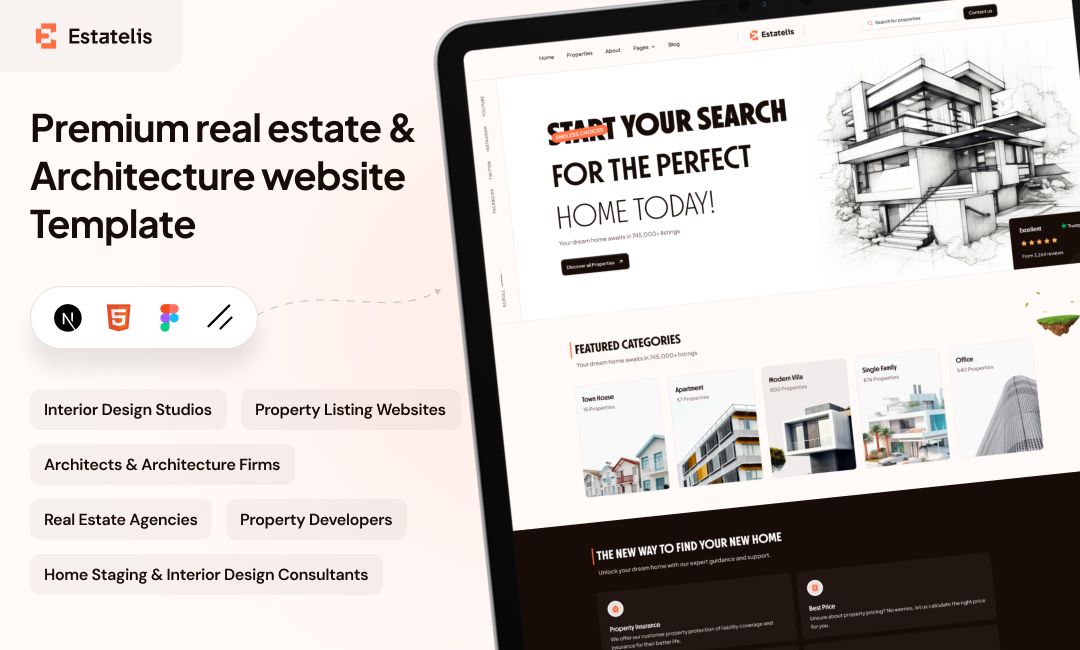 Estatelis
Premium real estate &
Architecture website
Template
Interior Design Studios
Property Listing Websites
Architects & Architecture Firms
Real Estate Agencies
Property Developers
Home Staging & Interior Design Consultants
Home
Properties
About
Pages
Blog
Estatelis
Search for properties
Contact us
YOUTUBE
INSTAGRAM
TWITTER
FACEBOOK
SCROLL
START YOUR SEARCH
ENDLESS CHOICES
FOR THE PERFECT
HOME TODAY!
Your dream home awaits in 745,000+ listings
Discover all Properties
Excellent
From 3,264 reviews
FEATURED CATEGORIES
Your dream home awaits in 745,000+ listings
Town House
15 Properties
Apartment
57 Properties
Modern Villa
500 Properties
Single Family
874 Properties
Office
540 Properties
THE NEW WAY TO FIND YOUR NEW HOME
Unlock your dream home with our expert guidance and support.
Property Insurance
We offer our customer property protection of liability coverage and
insurance for their better life.
Best Price
Unsure about property pricing? No worries, let us calculate the right price
for you.